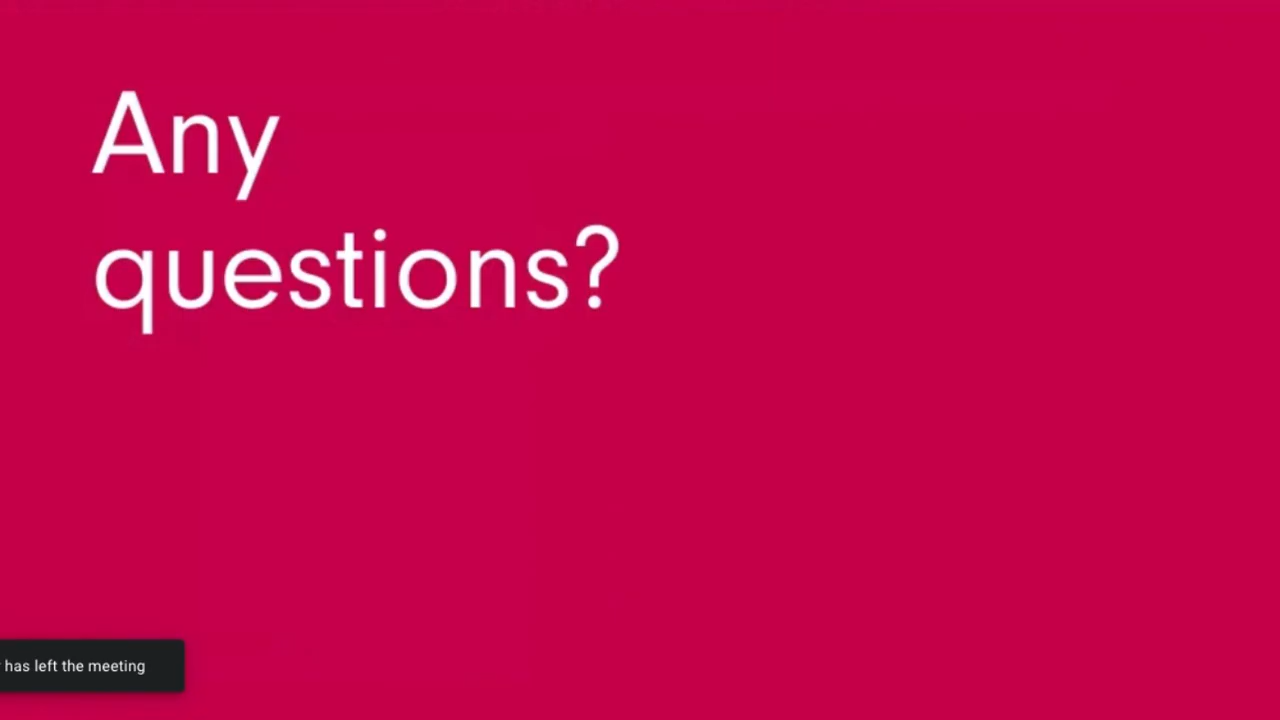 Any
questions?
has left the meeting